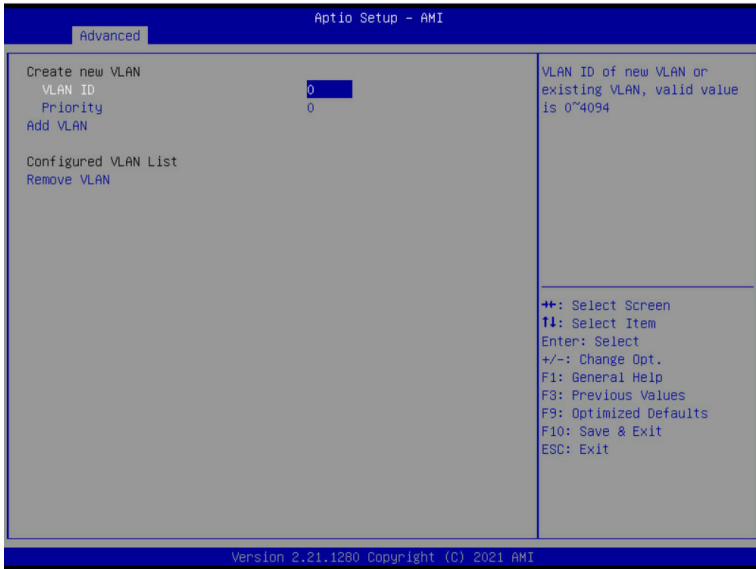 Aptio Setup – AMI
Advanced
Create new VLAN
VLAN ID 0
Priority 0
Add VLAN
Configured VLAN List
Remove VLAN
VLAN ID of new VLAN or
existing VLAN, valid value
is 0~4094
→←: Select Screen
↑↓: Select Item
Enter: Select
+/-: Change Opt.
F1: General Help
F3: Previous Values
F9: Optimized Defaults
F10: Save & Exit
ESC: Exit
Version 2.21.1280 Copyright (C) 2021 AMI